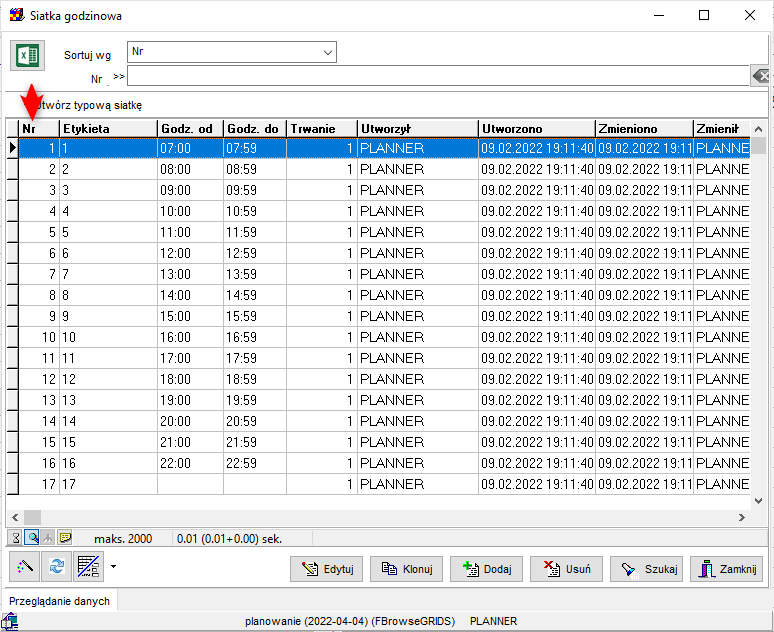 Siatka godzinowa
Sortuj wg Nr
Nr >>
twórz typową siatkę
Nr Etykieta Godz. od Godz. do Trwanie Utworzył Utworzono Zmieniono Zmienił
1 1 07:00 07:59 1 PLANNER 09.02.2022 19:11:40 09.02.2022 19:11 PLANNE
2 2 08:00 08:59 1 PLANNER 09.02.2022 19:11:40 09.02.2022 19:11 PLANNE
3 3 09:00 09:59 1 PLANNER 09.02.2022 19:11:40 09.02.2022 19:11 PLANNE
4 4 10:00 10:59 1 PLANNER 09.02.2022 19:11:40 09.02.2022 19:11 PLANNE
5 5 11:00 11:59 1 PLANNER 09.02.2022 19:11:40 09.02.2022 19:11 PLANNE
6 6 12:00 12:59 1 PLANNER 09.02.2022 19:11:40 09.02.2022 19:11 PLANNE
7 7 13:00 13:59 1 PLANNER 09.02.2022 19:11:40 09.02.2022 19:11 PLANNE
8 8 14:00 14:59 1 PLANNER 09.02.2022 19:11:40 09.02.2022 19:11 PLANNE
9 9 15:00 15:59 1 PLANNER 09.02.2022 19:11:40 09.02.2022 19:11 PLANNE
10 10 16:00 16:59 1 PLANNER 09.02.2022 19:11:40 09.02.2022 19:11 PLANNE
11 11 17:00 17:59 1 PLANNER 09.02.2022 19:11:40 09.02.2022 19:11 PLANNE
12 12 18:00 18:59 1 PLANNER 09.02.2022 19:11:40 09.02.2022 19:11 PLANNE
13 13 19:00 19:59 1 PLANNER 09.02.2022 19:11:40 09.02.2022 19:11 PLANNE
14 14 20:00 20:59 1 PLANNER 09.02.2022 19:11:40 09.02.2022 19:11 PLANNE
15 15 21:00 21:59 1 PLANNER 09.02.2022 19:11:40 09.02.2022 19:11 PLANNE
16 16 22:00 22:59 1 PLANNER 09.02.2022 19:11:40 09.02.2022 19:11 PLANNE
17 17 1 PLANNER 09.02.2022 19:11:40 09.02.2022 19:11 PLANNE
maks. 2000 0.01 (0.01+0.00) sek.
Edytuj Klonuj Dodaj Usuń Szukaj Zamknij
Przeglądanie danych
planowanie (2022-04-04) (FBrowseGRIDS) PLANNER